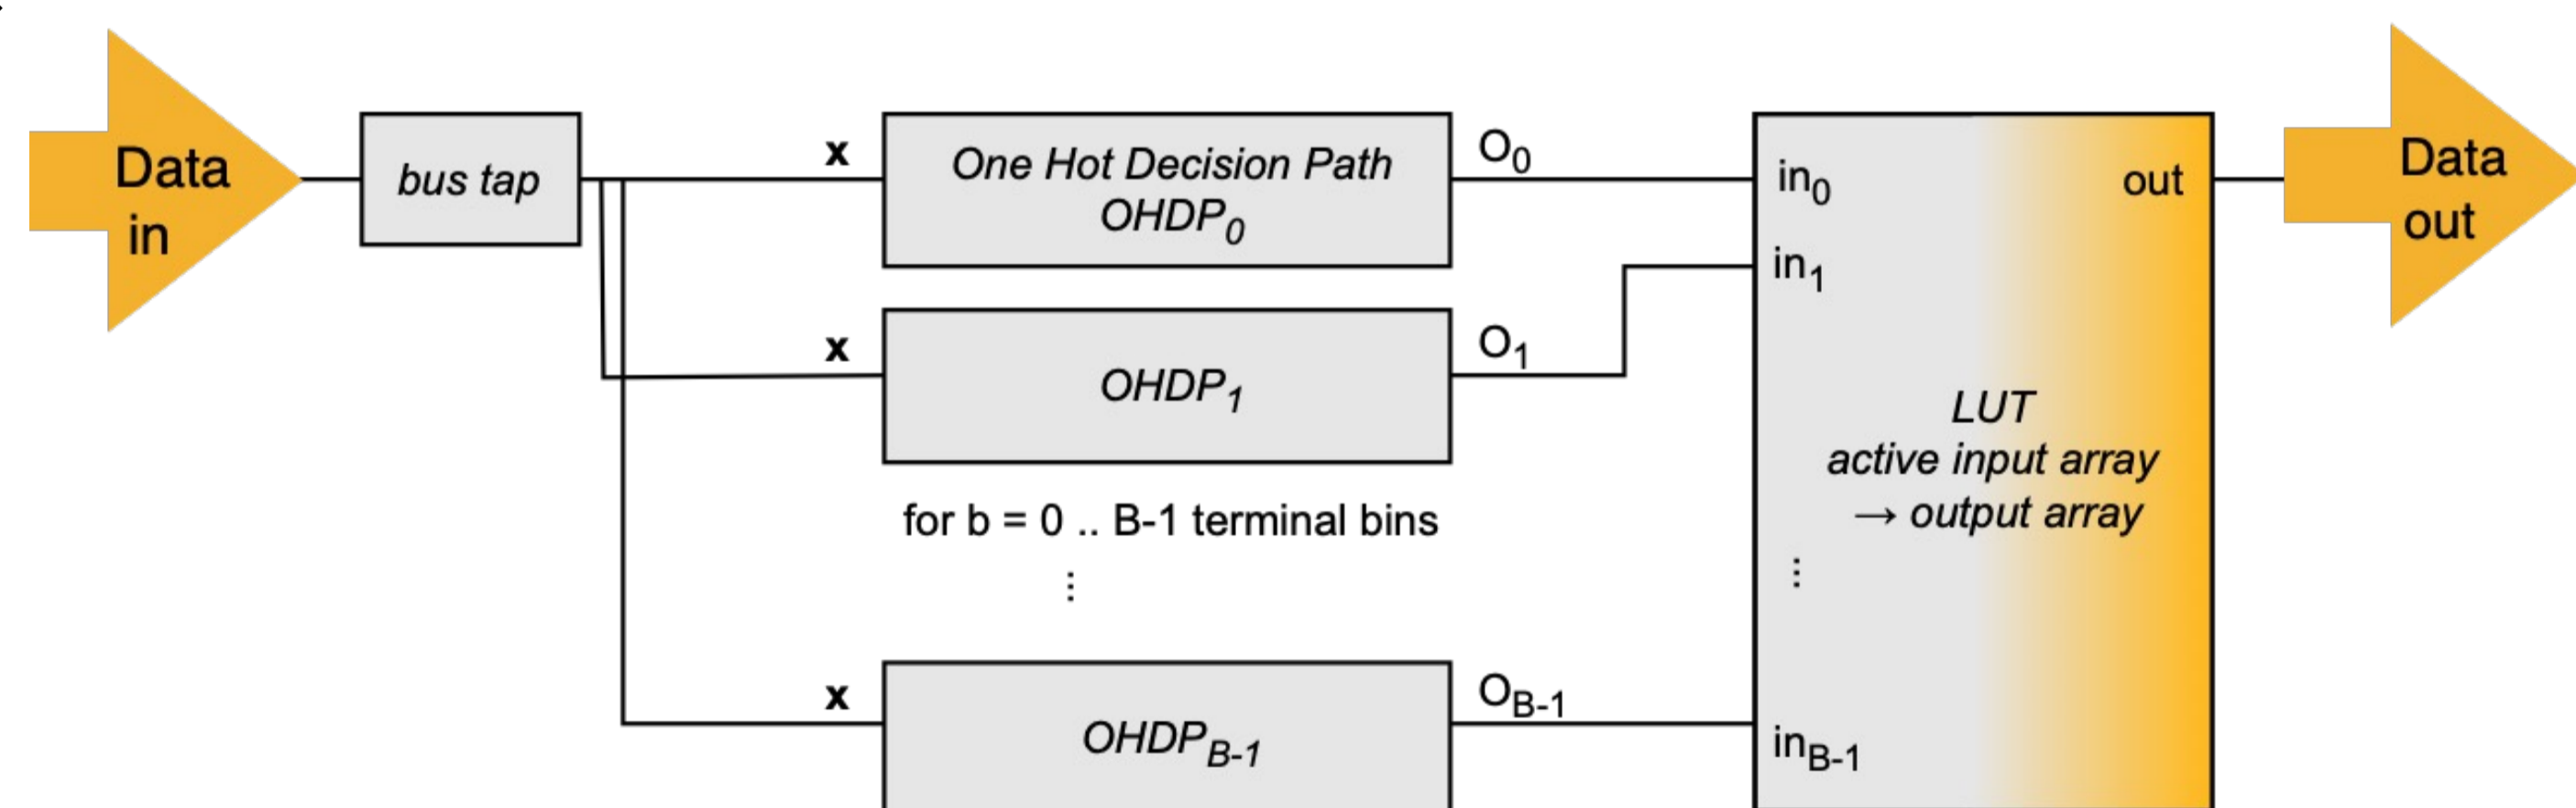 Data
in
bus tap
x
One Hot Decision Path
OHDP0
O0
in0
out
Data
out
in1
x
OHDP1
O1
LUT
active input array
→ output array
for b = 0 .. B-1 terminal bins
⋮
⋮
x
OHDPB-1
OB-1
inB-1